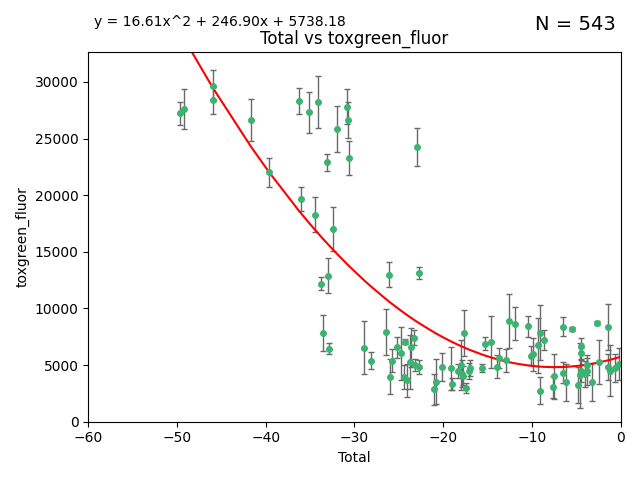 y = 16.61x^2 + 246.90x + 5738.18
N = 543
Total vs toxgreen_fluor
30000
25000
20000
15000
10000
5000
0
toxgreen_fluor
−60 −50 −40 −30 −20 −10 0
Total